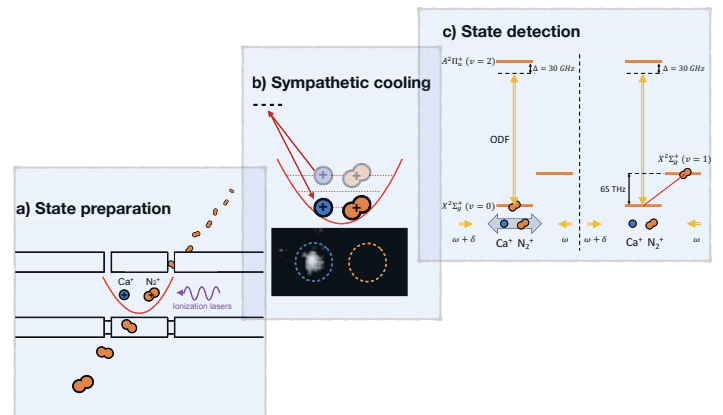 a) State preparation
Ca⁺
N₂⁺
Ionization lasers
b) Sympathetic cooling
c) State detection
A²Πᵤ⁺ (v = 2)
Δ = 30 GHz
Δ = 30 GHz
ODF
X²Σg⁺ (v = 1)
65 THz
X²Σg⁺ (v = 0)
ω + δ
Ca⁺ N₂⁺
ω
ω + δ
Ca⁺ N₂⁺
ω